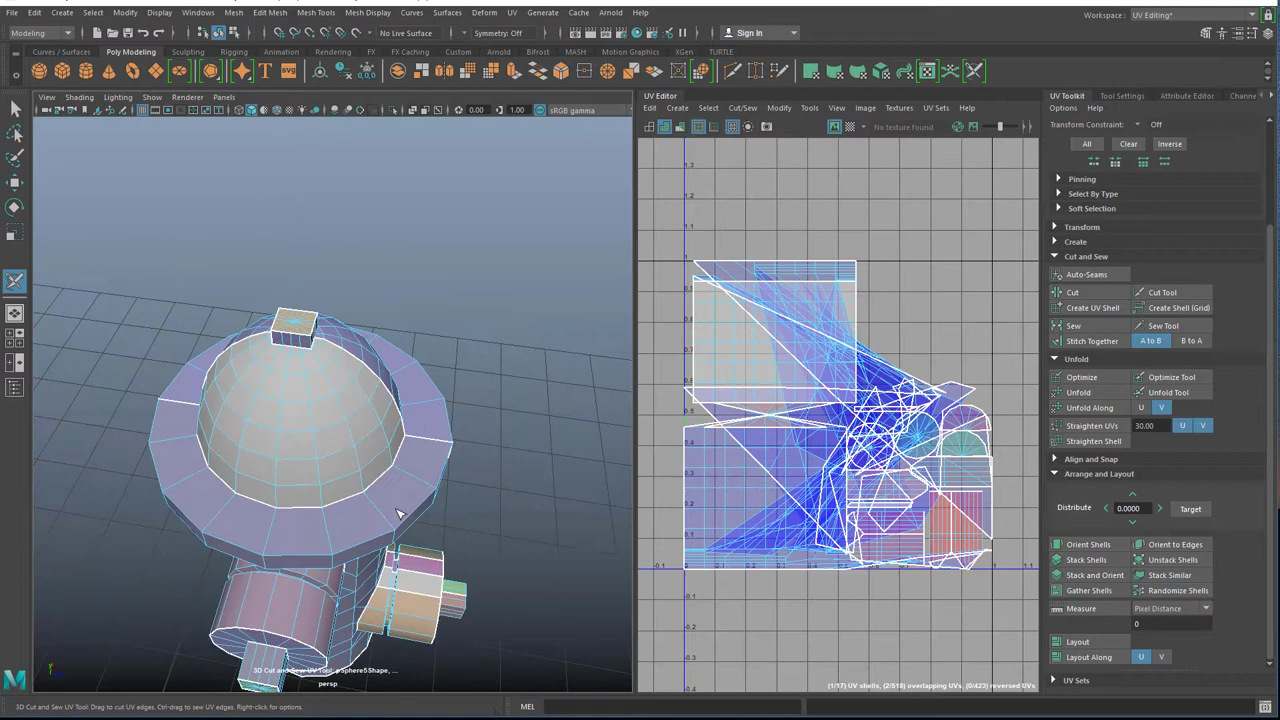 File Edit Create Select Modify Display Windows Mesh Edit Mesh Mesh Tools Mesh Display Curves Surfaces Deform UV Generate Cache Arnold Help
Workspace : UV Editing*
Modeling No Live Surface Symmetry: Off Sign In
Curves / Surfaces Poly Modeling Sculpting Rigging Animation Rendering FX FX Caching Custom Arnold Bifrost MASH Motion Graphics XGen TURTLE
View Shading Lighting Show Renderer Panels
0.00 1.00 sRGB gamma
persp
3D Cut and Sew UV Tool: pSphere5Shape, ...
UV Editor
File Edit Create Select Cut/Sew Modify Tools View Image Textures UV Sets Help
No texture found
(1/17) UV shells, (2/518) overlapping UVs, (0/423) reversed UVs
UV Toolkit Tool Settings Attribute Editor Channe
Options Help
Transform Constraint: Off
All Clear Inverse
Pinning
Select By Type
Soft Selection
Transform
Create
Cut and Sew
Auto-Seams
Cut Cut Tool
Create UV Shell Create Shell (Grid)
Sew Sew Tool
Stitch Together A to B B to A
Unfold
Optimize Optimize Tool
Unfold Unfold Tool
Unfold Along U V
Straighten UVs 30.00 U V
Straighten Shell
Align and Snap
Arrange and Layout
Distribute 0.0000 Target
Orient Shells Orient to Edges
Stack Shells Unstack Shells
Stack and Orient Stack Similar
Gather Shells Randomize Shells
Measure Pixel Distance
0
Layout
Layout Along U V
UV Sets
3D Cut and Sew UV Tool: Drag to cut UV edges. Ctrl-drag to sew UV edges. Right-click for options. MEL